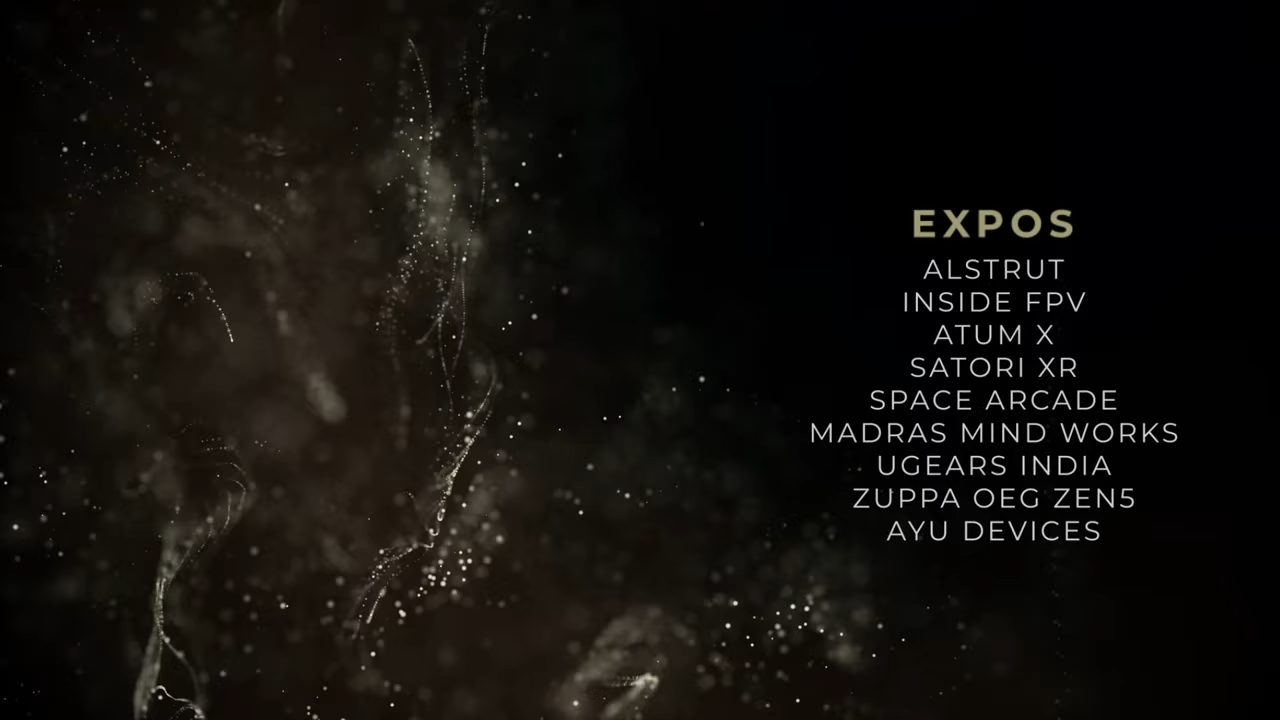 EXPOS
ALSTRUT
INSIDE FPV
ATUM X
SATORI XR
SPACE ARCADE
MADRAS MIND WORKS
UGEARS INDIA
ZUPPA OEG ZEN5
AYU DEVICES